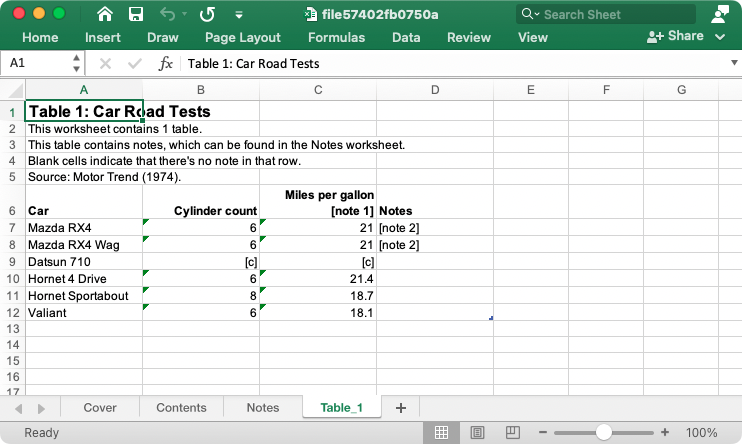 file57402fb0750a
Search Sheet
Home Insert Draw Page Layout Formulas Data Review View Share
A1 fx Table 1: Car Road Tests
A B C D E F G
1 Table 1: Car Road Tests
2 This worksheet contains 1 table.
3 This table contains notes, which can be found in the Notes worksheet.
4 Blank cells indicate that there's no note in that row.
5 Source: Motor Trend (1974).
Miles per gallon
6 Car Cylinder count [note 1] Notes
7 Mazda RX4 6 21 [note 2]
8 Mazda RX4 Wag 6 21 [note 2]
9 Datsun 710 [c] [c]
10 Hornet 4 Drive 6 21.4
11 Hornet Sportabout 8 18.7
12 Valiant 6 18.1
13
14
15
16
17
Cover Contents Notes Table_1 +
Ready 100%